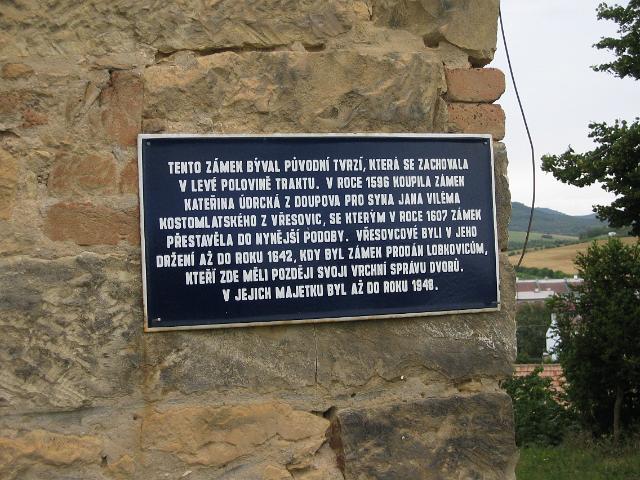 TENTO ZÁMEK BÝVAL PŮVODNÍ TVRZÍ, KTERÁ SE ZACHOVALA
V LEVÉ POLOVINĚ TRAKTU. V ROCE 1596 KOUPILA ZÁMEK
KATEŘINA ÚDRCKÁ Z DOUPOVA PRO SYNA JANA VILÉMA
KOSTOMLATSKÉHO Z VŘESOVIC, SE KTERÝM V ROCE 1607 ZÁMEK
PŘESTAVĚLA DO NYNĚJŠÍ PODOBY. VŘESOVCOVÉ BYLI V JEHO
DRŽENÍ AŽ DO ROKU 1642, KDY BYL ZÁMEK PRODÁN LOBKOVICŮM,
KTEŘÍ ZDE MĚLI POZDĚJI SVOJI VRCHNÍ SPRÁVU DVORŮ.
V JEJICH MAJETKU BYL AŽ DO ROKU 1948.